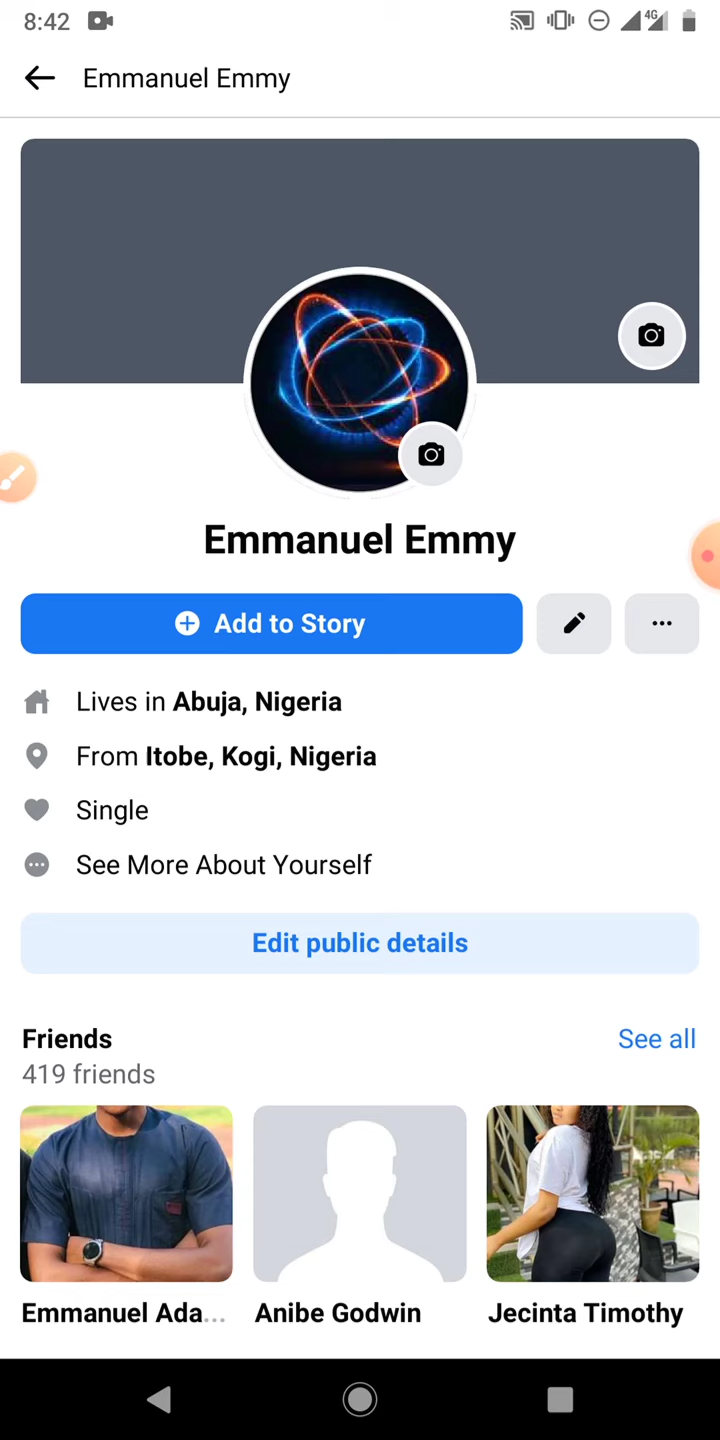 8:42
4G
Emmanuel Emmy
Emmanuel Emmy
Add to Story
Lives in Abuja, Nigeria
From Itobe, Kogi, Nigeria
Single
See More About Yourself
Edit public details
Friends
See all
419 friends
Emmanuel Ada...
Anibe Godwin
Jecinta Timothy